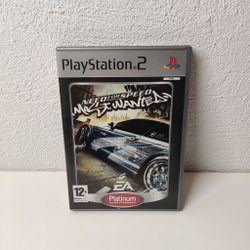 PlayStation 2
NEED FOR SPEED
MOST WANTED
12+
EA
Platinum